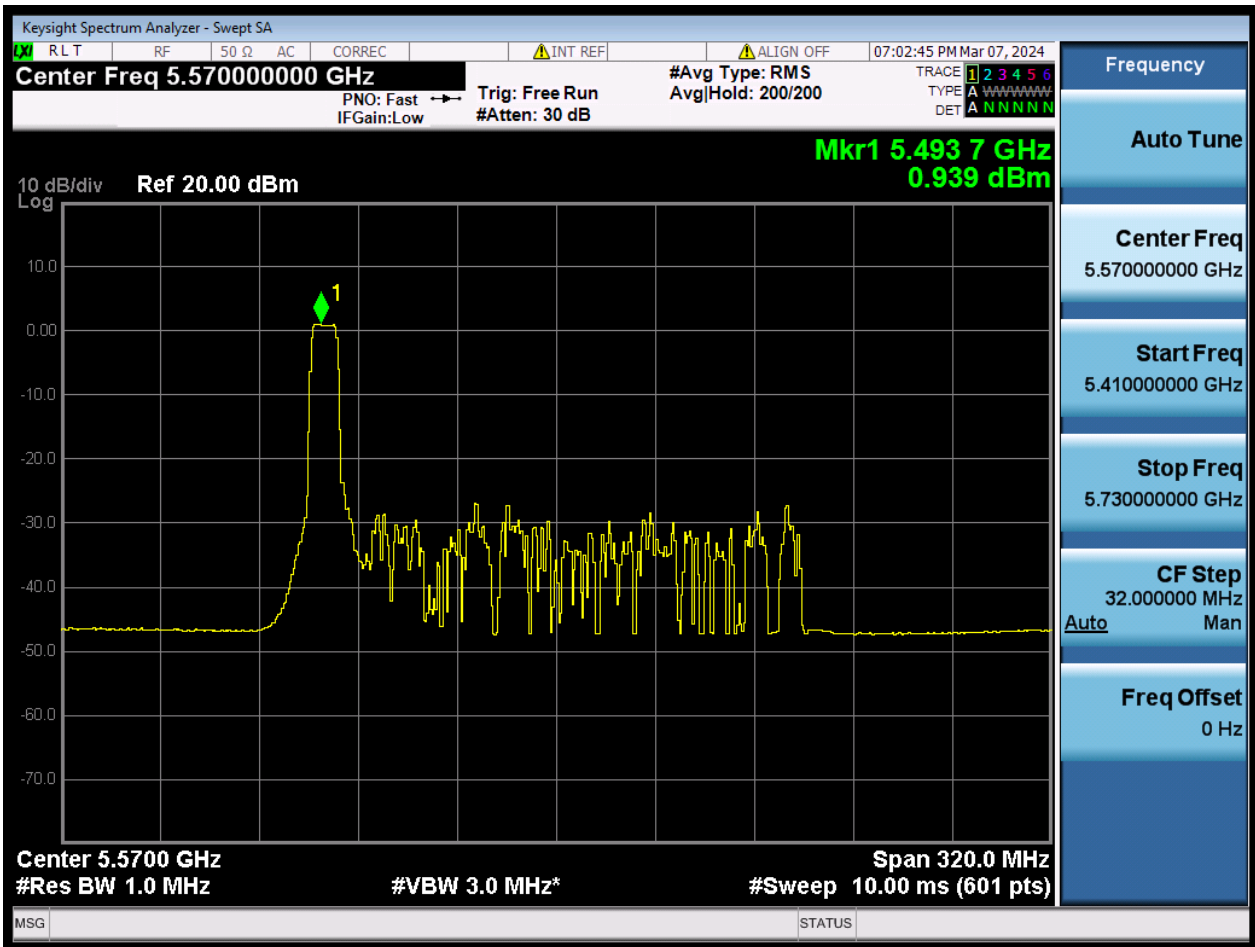 Keysight Spectrum Analyzer - Swept SA
LXI RLT RF 50 Ω AC CORREC INT REF ALIGN OFF 07:02:45 PM Mar 07, 2024
Center Freq 5.570000000 GHz
PNO: Fast
IFGain:Low
Trig: Free Run
#Atten: 30 dB
#Avg Type: RMS
Avg|Hold: 200/200
TRACE 1 2 3 4 5 6
TYPE A WWWWW
DET A N N N N N
Mkr1 5.493 7 GHz
0.939 dBm
10 dB/div Ref 20.00 dBm
Log
1
10.0
0.00
-10.0
-20.0
-30.0
-40.0
-50.0
-60.0
-70.0
Center 5.5700 GHz Span 320.0 MHz
#Res BW 1.0 MHz #VBW 3.0 MHz* #Sweep 10.00 ms (601 pts)
MSG STATUS
Frequency
Auto Tune
Center Freq
5.570000000 GHz
Start Freq
5.410000000 GHz
Stop Freq
5.730000000 GHz
CF Step
32.000000 MHz
Auto Man
Freq Offset
0 Hz